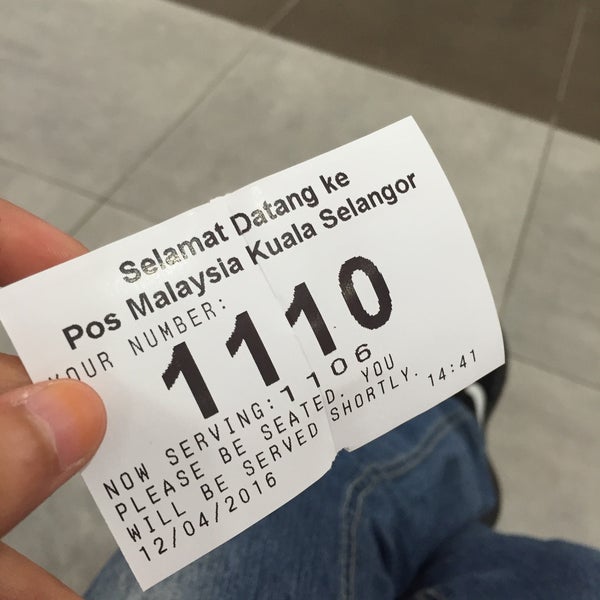 Selamat Datang ke
Pos Malaysia Kuala Selangor
YOUR NUMBER:
1110
NOW SERVING:1106
PLEASE BE SEATED. YOU
WILL BE SERVED SHORTLY.
12/04/2016 14:41